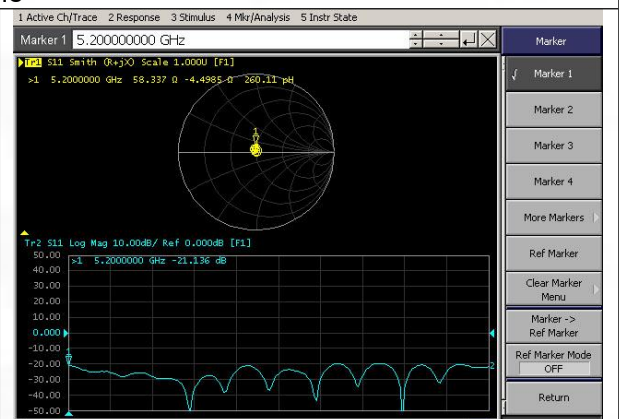 1 Active Ch/Trace 2 Response 3 Stimulus 4 Mkr/Analysis 5 Instr State
Marker 1 5.200000000 GHz
Tr1 S11 Smith (R+jX) Scale 1.000U [F1]
>1 5.2000000 GHz 58.337 Ω -4.4985 Ω 260.11 pH
1
Tr2 S11 Log Mag 10.00dB/ Ref 0.000dB [F1]
50.00
>1 5.2000000 GHz -21.136 dB
40.00
30.00
20.00
10.00
0.000
-10.00
-20.00
2
-30.00
-40.00
-50.00
Marker
√ Marker 1
Marker 2
Marker 3
Marker 4
More Markers
Ref Marker
Clear Marker
Menu
Marker ->
Ref Marker
Ref Marker Mode
OFF
Return